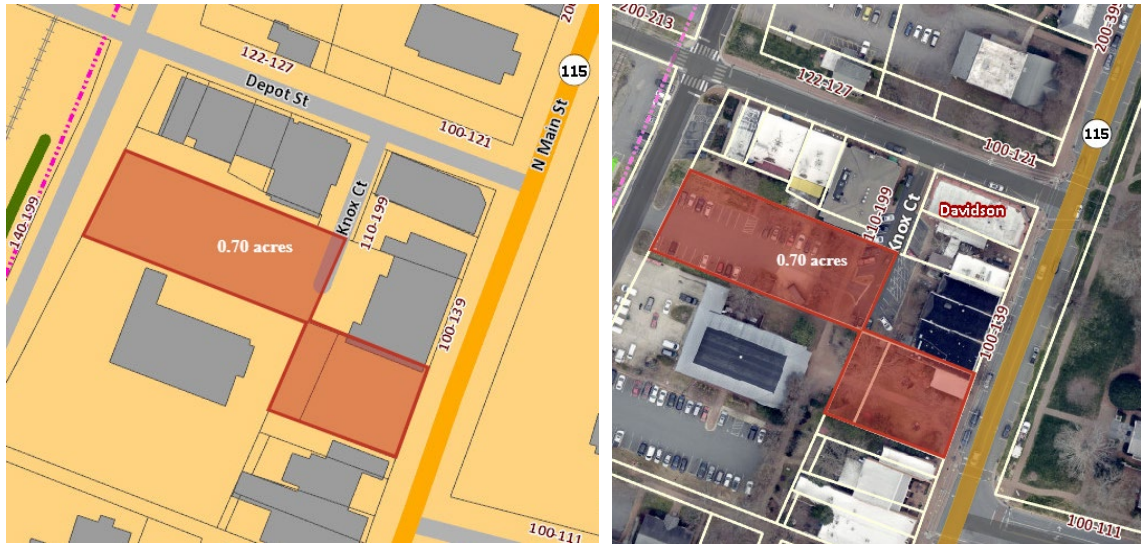 200
122-127
Depot St
115
100-121
N Main St
140-199
Knox Ct
110-199
0.70 acres
100-139
100-111
200-213
200-398
122-127
115
100-121
Davidson
110-199
Knox Ct
0.70 acres
100-139
100-111